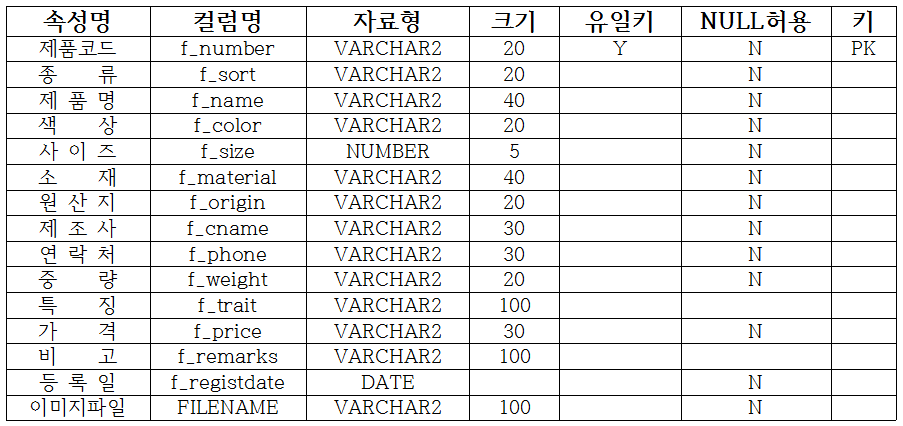 속성명 컬럼명 자료형 크기 유일키 NULL허용 키
제품코드 f_number VARCHAR2 20 Y N PK
종 류 f_sort VARCHAR2 20 N
제 품 명 f_name VARCHAR2 40 N
색 상 f_color VARCHAR2 20 N
사 이 즈 f_size NUMBER 5 N
소 재 f_material VARCHAR2 40 N
원 산 지 f_origin VARCHAR2 20 N
제 조 사 f_cname VARCHAR2 30 N
연 락 처 f_phone VARCHAR2 30 N
중 량 f_weight VARCHAR2 20 N
특 징 f_trait VARCHAR2 100
가 격 f_price VARCHAR2 30 N
비 고 f_remarks VARCHAR2 100
등 록 일 f_registdate DATE N
이미지파일 FILENAME VARCHAR2 100 N